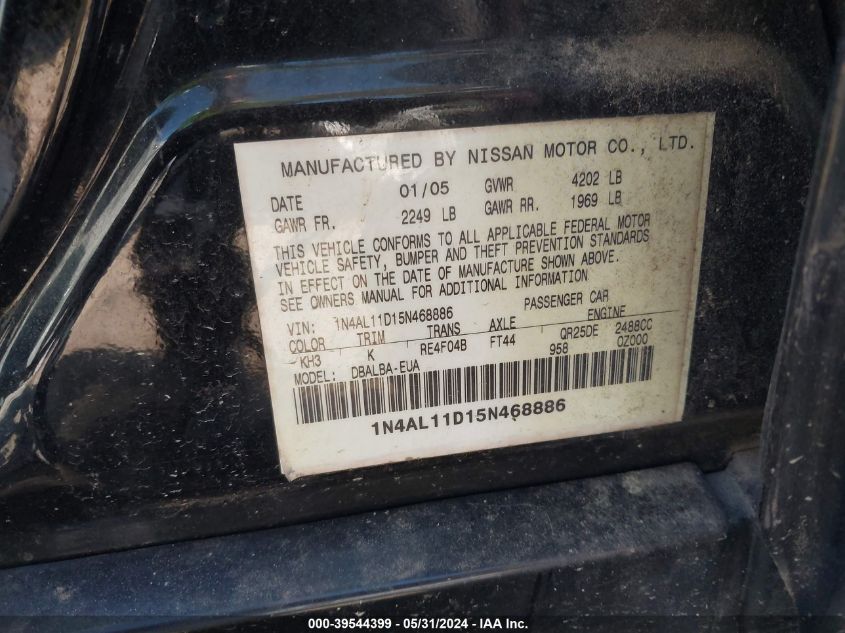 MANUFACTURED BY NISSAN MOTOR CO., LTD.
DATE 01/05 GVWR 4202 LB
GAWR FR. 2249 LB GAWR RR. 1969 LB
THIS VEHICLE CONFORMS TO ALL APPLICABLE FEDERAL MOTOR
VEHICLE SAFETY, BUMPER AND THEFT PREVENTION STANDARDS
IN EFFECT ON THE DATE OF MANUFACTURE SHOWN ABOVE.
SEE OWNERS MANUAL FOR ADDITIONAL INFORMATION
VIN: 1N4AL11D15N468886 PASSENGER CAR
COLOR TRIM TRANS AXLE ENGINE
KH3 K RE4F04B FT44 QR25DE 2488CC
MODEL: DBALBA-EUA 958 0Z000
1N4AL11D15N468886
000-39544399 - 05/31/2024 - IAA Inc.